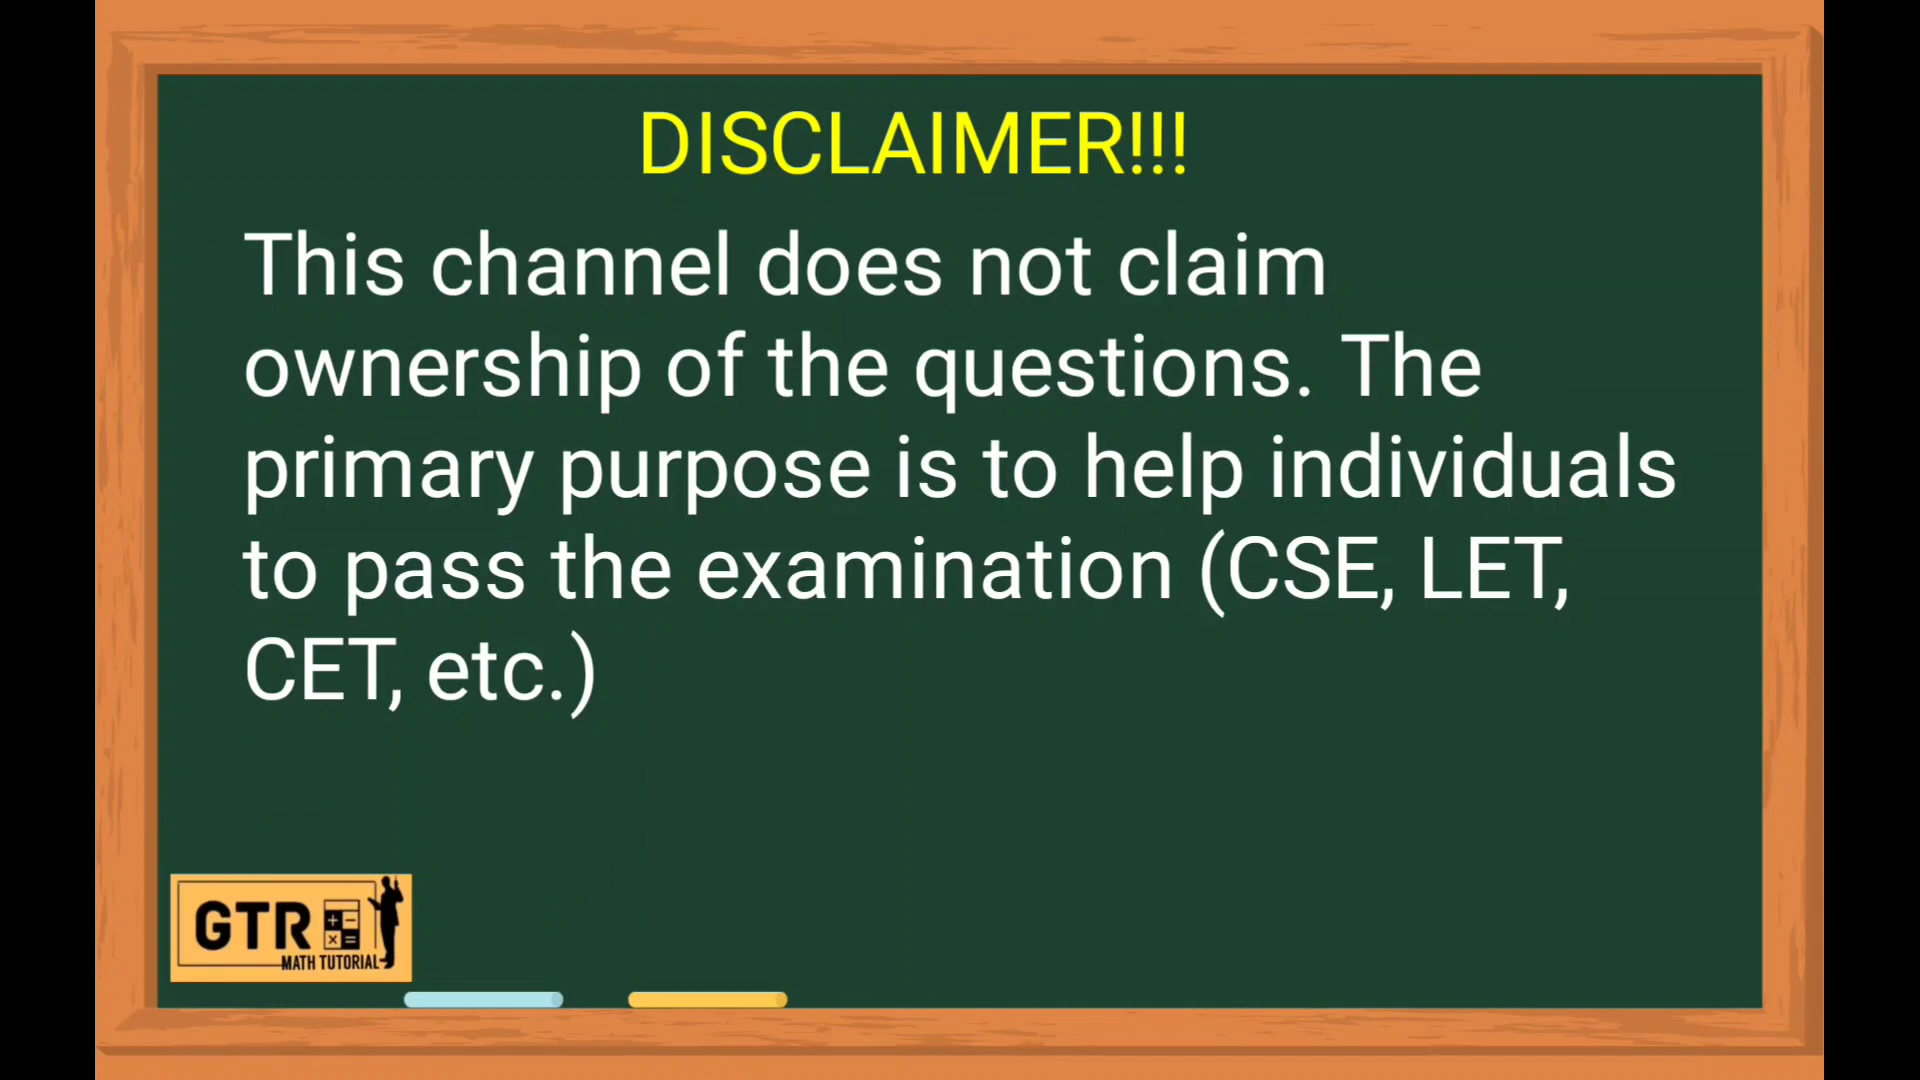 DISCLAIMER!!!
This channel does not claim
ownership of the questions. The
primary purpose is to help individuals
to pass the examination (CSE, LET,
CET, etc.)
GTR
MATH TUTORIAL